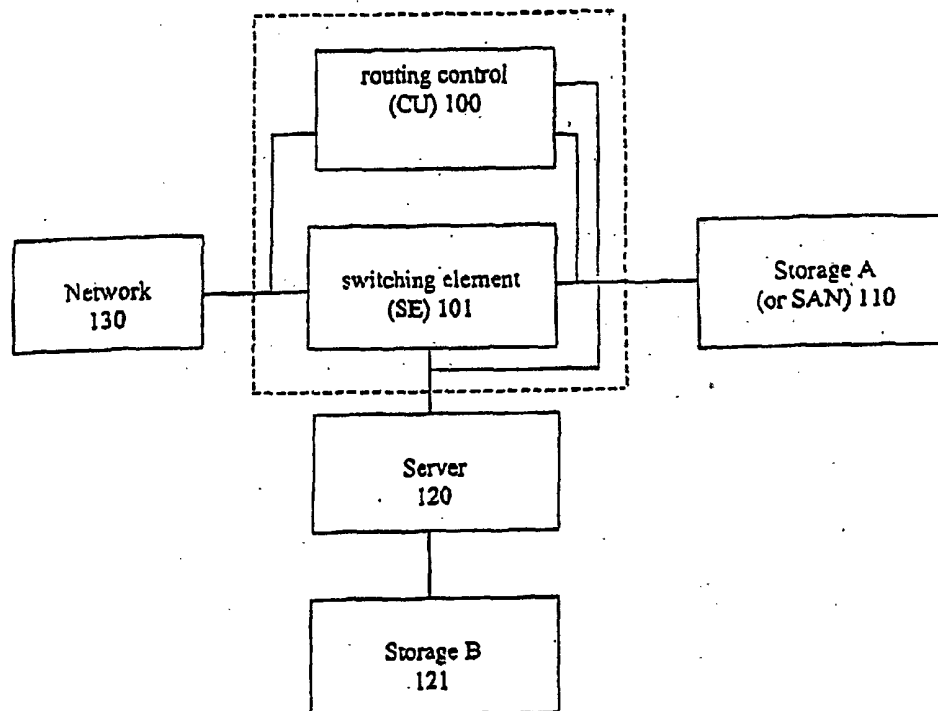 routing control
(CU) 100
switching element
(SE) 101
Network
130
Storage A
(or SAN) 110
Server
120
Storage B
121